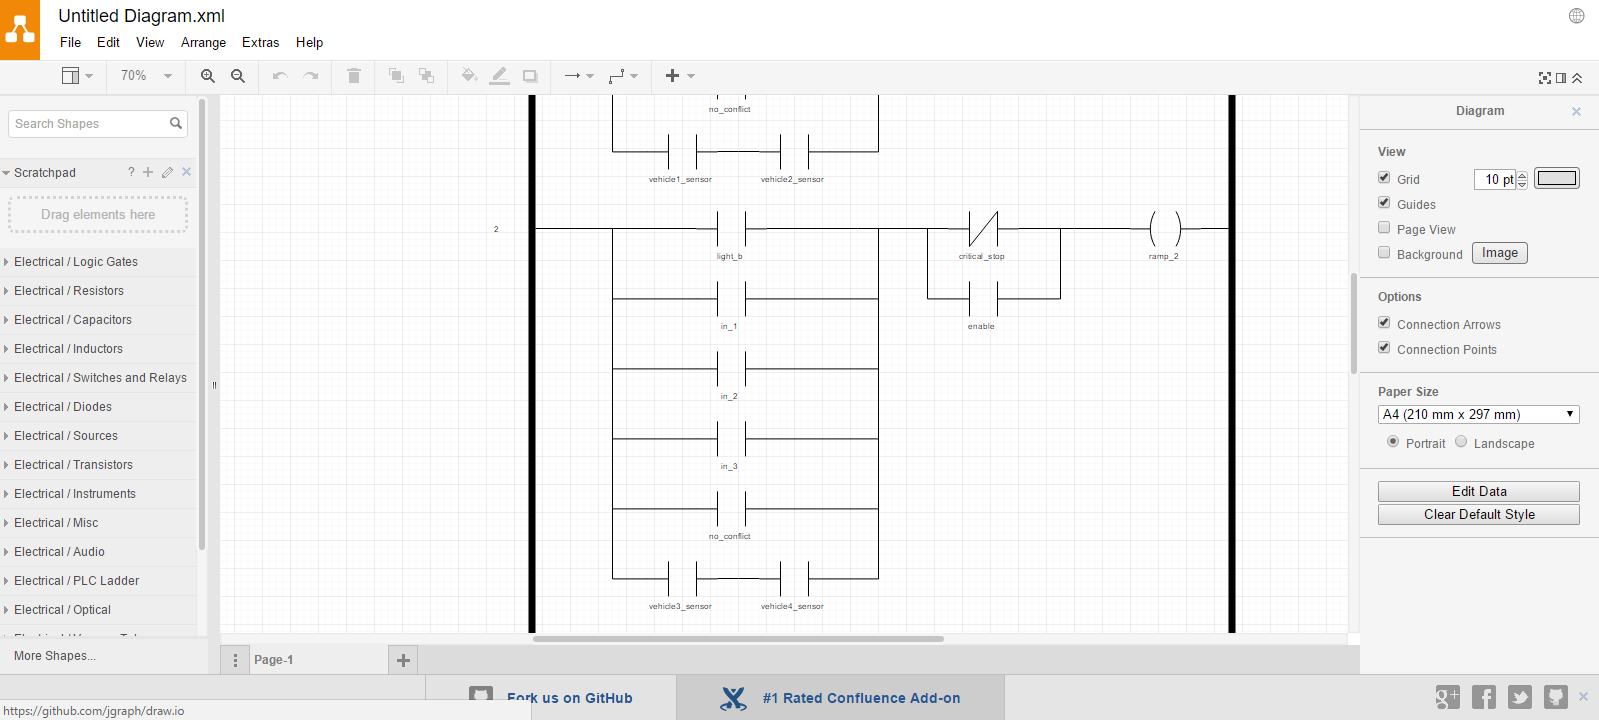 Untitled Diagram.xml
File Edit View Arrange Extras Help
70%
Search Shapes
Scratchpad ?
Drag elements here
Electrical / Logic Gates
Electrical / Resistors
Electrical / Capacitors
Electrical / Inductors
Electrical / Switches and Relays
Electrical / Diodes
Electrical / Sources
Electrical / Transistors
Electrical / Instruments
Electrical / Misc
Electrical / Audio
Electrical / PLC Ladder
Electrical / Optical
More Shapes...
no_conflict
vehicle1_sensor vehicle2_sensor
2
light_b critical_stop ramp_2
in_1 enable
in_2
in_3
no_conflict
vehicle3_sensor vehicle4_sensor
Page-1
Diagram
View
Grid 10 pt
Guides
Page View
Background Image
Options
Connection Arrows
Connection Points
Paper Size
A4 (210 mm x 297 mm)
Portrait Landscape
Edit Data
Clear Default Style
Fork us on GitHub
#1 Rated Confluence Add-on
https://github.com/jgraph/draw.io